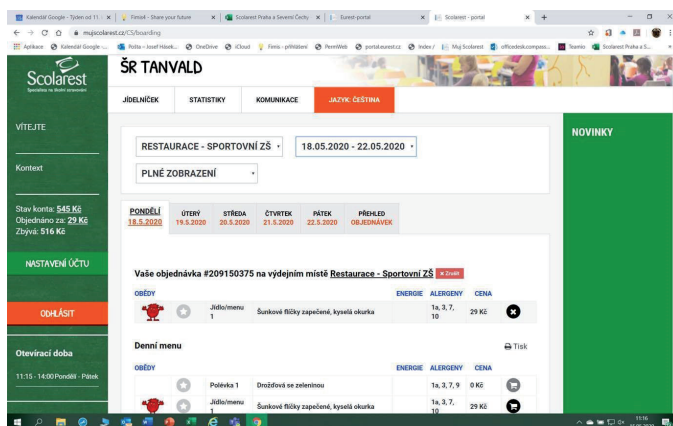 Kalendář Google - Týden od 11.
Fimiel - Share your future
Scolarest Praha a Severní Čechy
Eurest-portal
Scolarest - portal
mujscolarest.cz/CS/boarding
Aplikace
Kalendář Google -...
Pošta – Josef Hásek...
OneDrive
iCloud
Fimis - přihlášení
PermWeb
portal.eurest.cz
Index /
Muj Scolarest
officedesk.compass...
Teamio
Scolarest Praha a S...
Scolarest
Specialista na školní stravování
ŠR TANVALD
JÍDELNÍČEK
STATISTIKY
KOMUNIKACE
JAZYK: ČEŠTINA
VÍTEJTE
Kontext
Stav konta: 545 Kč
Objednáno za: 29 Kč
Zbývá: 516 Kč
NASTAVENÍ ÚČTU
ODHLÁSIT
Otevírací doba
11:15 - 14:00 Pondělí - Pátek
RESTAURACE - SPORTOVNÍ ZŠ
18.05.2020 - 22.05.2020
PLNÉ ZOBRAZENÍ
NOVINKY
PONDĚLÍ
18.5.2020
ÚTERÝ
19.5.2020
STŘEDA
20.5.2020
ČTVRTEK
21.5.2020
PÁTEK
22.5.2020
PŘEHLED
OBJEDNÁVEK
Vaše objednávka #209150375 na výdejním místě Restaurace - Sportovní ZŠ
x Zrušit
OBĚDY ENERGIE ALERGENY CENA
Jídlo/menu 1 Šunkové flíčky zapečené, kyselá okurka 1a, 3, 7, 10 29 Kč
Denní menu
Tisk
OBĚDY ENERGIE ALERGENY CENA
Polévka 1 Drožďová se zeleninou 1a, 3, 7, 9 0 Kč
Jídlo/menu 1 Šunkové flíčky zapečené, kyselá okurka 1a, 3, 7, 10 29 Kč
11:16